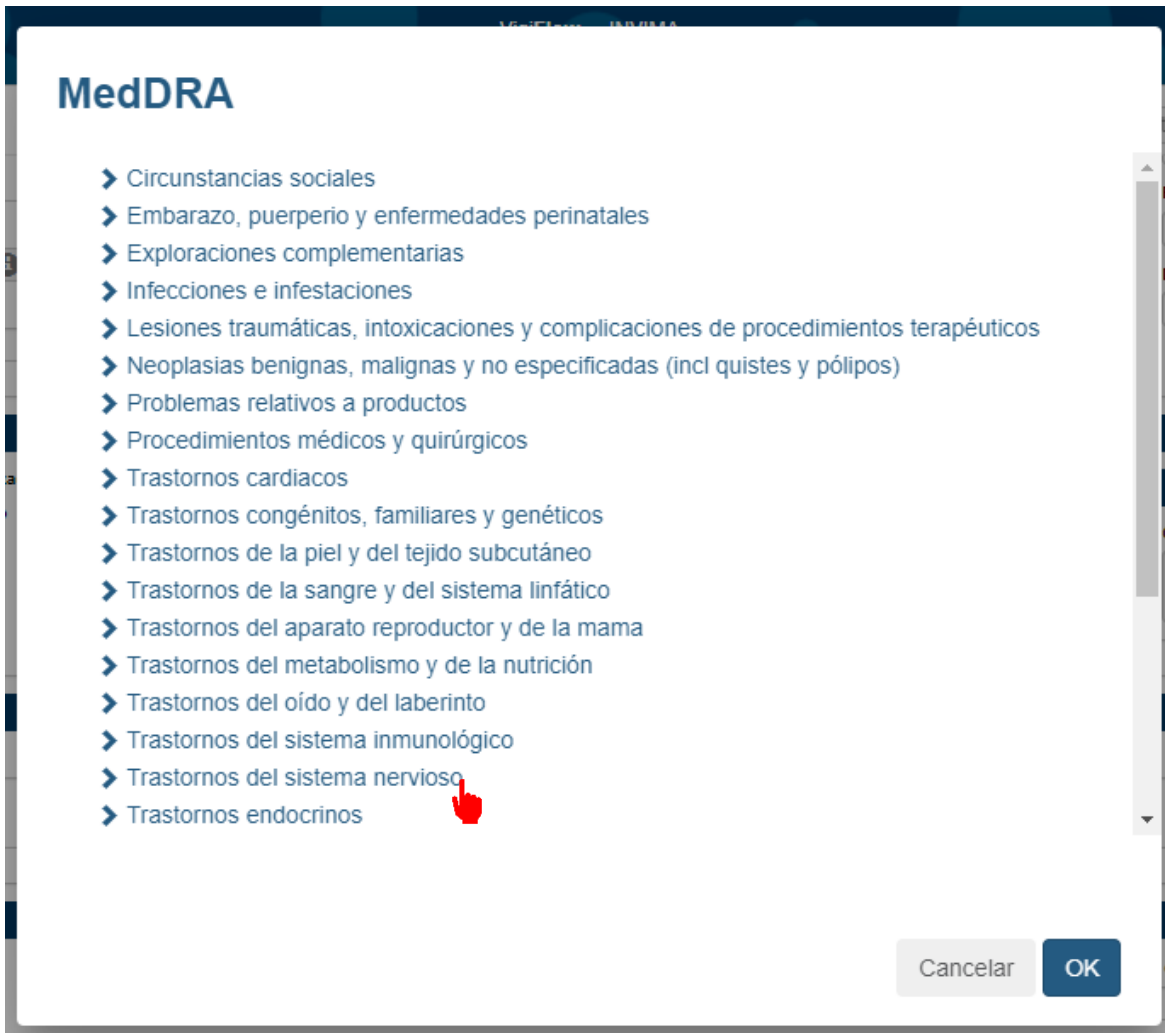 MedDRA
Circunstancias sociales
Embarazo, puerperio y enfermedades perinatales
Exploraciones complementarias
Infecciones e infestaciones
Lesiones traumáticas, intoxicaciones y complicaciones de procedimientos terapéuticos
Neoplasias benignas, malignas y no especificadas (incl quistes y pólipos)
Problemas relativos a productos
Procedimientos médicos y quirúrgicos
Trastornos cardiacos
Trastornos congénitos, familiares y genéticos
Trastornos de la piel y del tejido subcutáneo
Trastornos de la sangre y del sistema linfático
Trastornos del aparato reproductor y de la mama
Trastornos del metabolismo y de la nutrición
Trastornos del oído y del laberinto
Trastornos del sistema inmunológico
Trastornos del sistema nervioso
Trastornos endocrinos
Cancelar OK